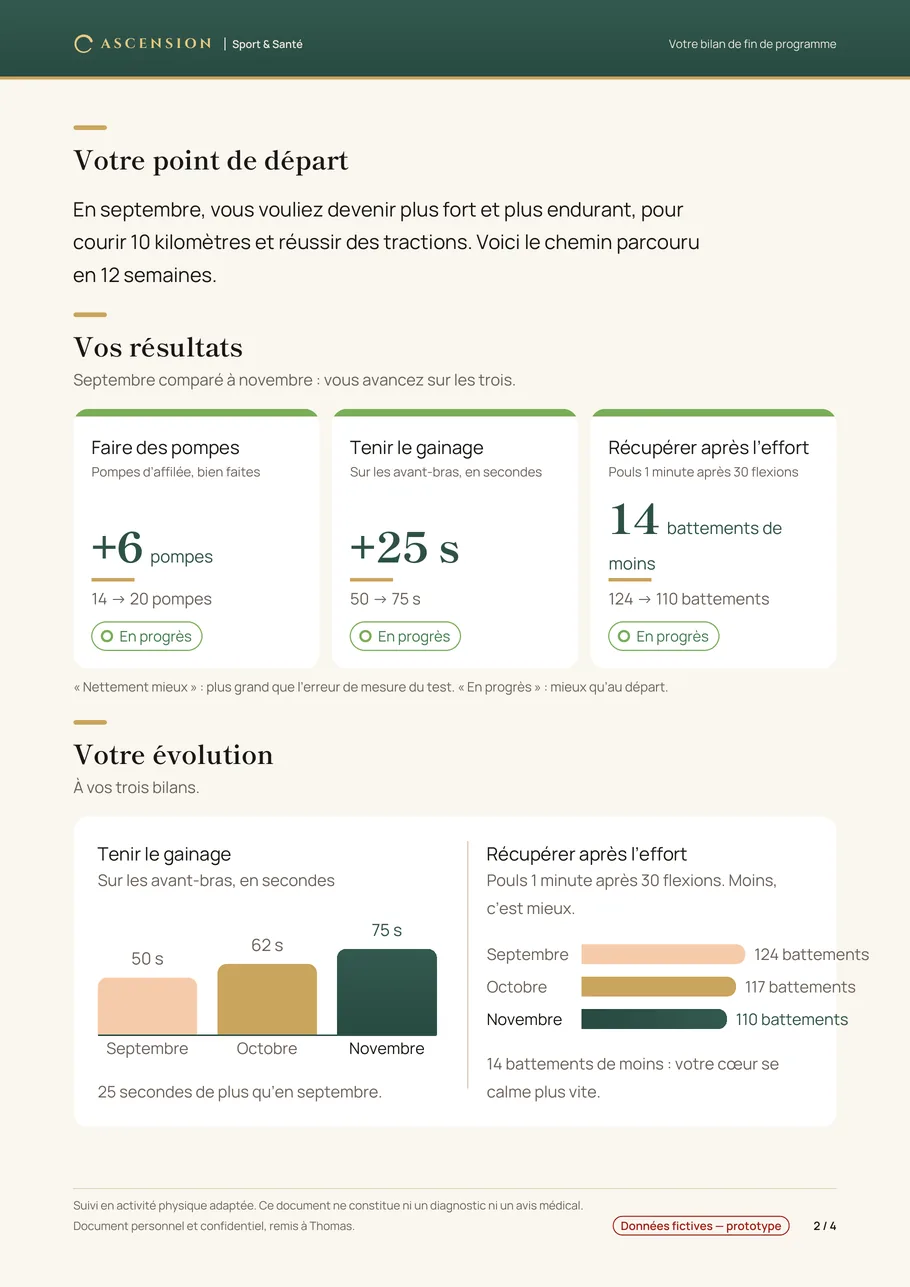 ASCENSION | Sport & Santé
Votre bilan de fin de programme
Votre point de départ
En septembre, vous vouliez devenir plus fort et plus endurant, pour
courir 10 kilomètres et réussir des tractions. Voici le chemin parcouru
en 12 semaines.
Vos résultats
Septembre comparé à novembre : vous avancez sur les trois.
Faire des pompes
Pompes d’affilée, bien faites
+6 pompes
14 → 20 pompes
En progrès
Tenir le gainage
Sur les avant-bras, en secondes
+25 s
50 → 75 s
En progrès
Récupérer après l’effort
Pouls 1 minute après 30 flexions
14 battements de
moins
124 → 110 battements
En progrès
« Nettement mieux » : plus grand que l’erreur de mesure du test. « En progrès » : mieux qu’au départ.
Votre évolution
À vos trois bilans.
Tenir le gainage
Sur les avant-bras, en secondes
50 s
62 s
75 s
Septembre
Octobre
Novembre
25 secondes de plus qu’en septembre.
Récupérer après l’effort
Pouls 1 minute après 30 flexions. Moins,
c’est mieux.
Septembre 124 battements
Octobre 117 battements
Novembre 110 battements
14 battements de moins : votre cœur se
calme plus vite.
Suivi en activité physique adaptée. Ce document ne constitue ni un diagnostic ni un avis médical.
Document personnel et confidentiel, remis à Thomas.
Données fictives — prototype
2 / 4